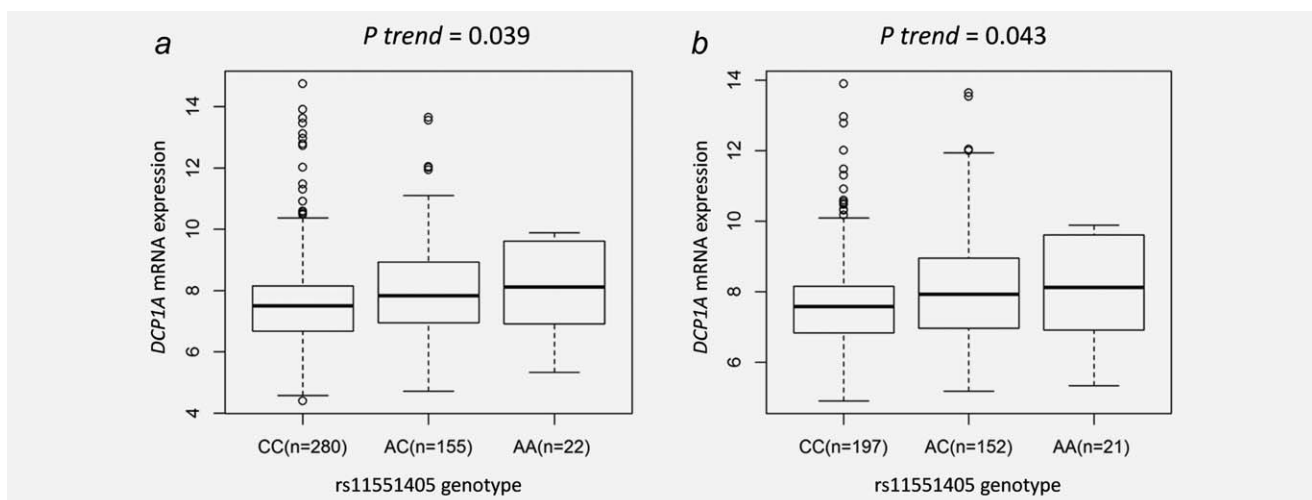 a
P trend = 0.039
DCP1A mRNA expression
14
12
10
8
6
4
CC(n=280) AC(n=155) AA(n=22)
rs11551405 genotype
b
P trend = 0.043
DCP1A mRNA expression
14
12
10
8
6
CC(n=197) AC(n=152) AA(n=21)
rs11551405 genotype